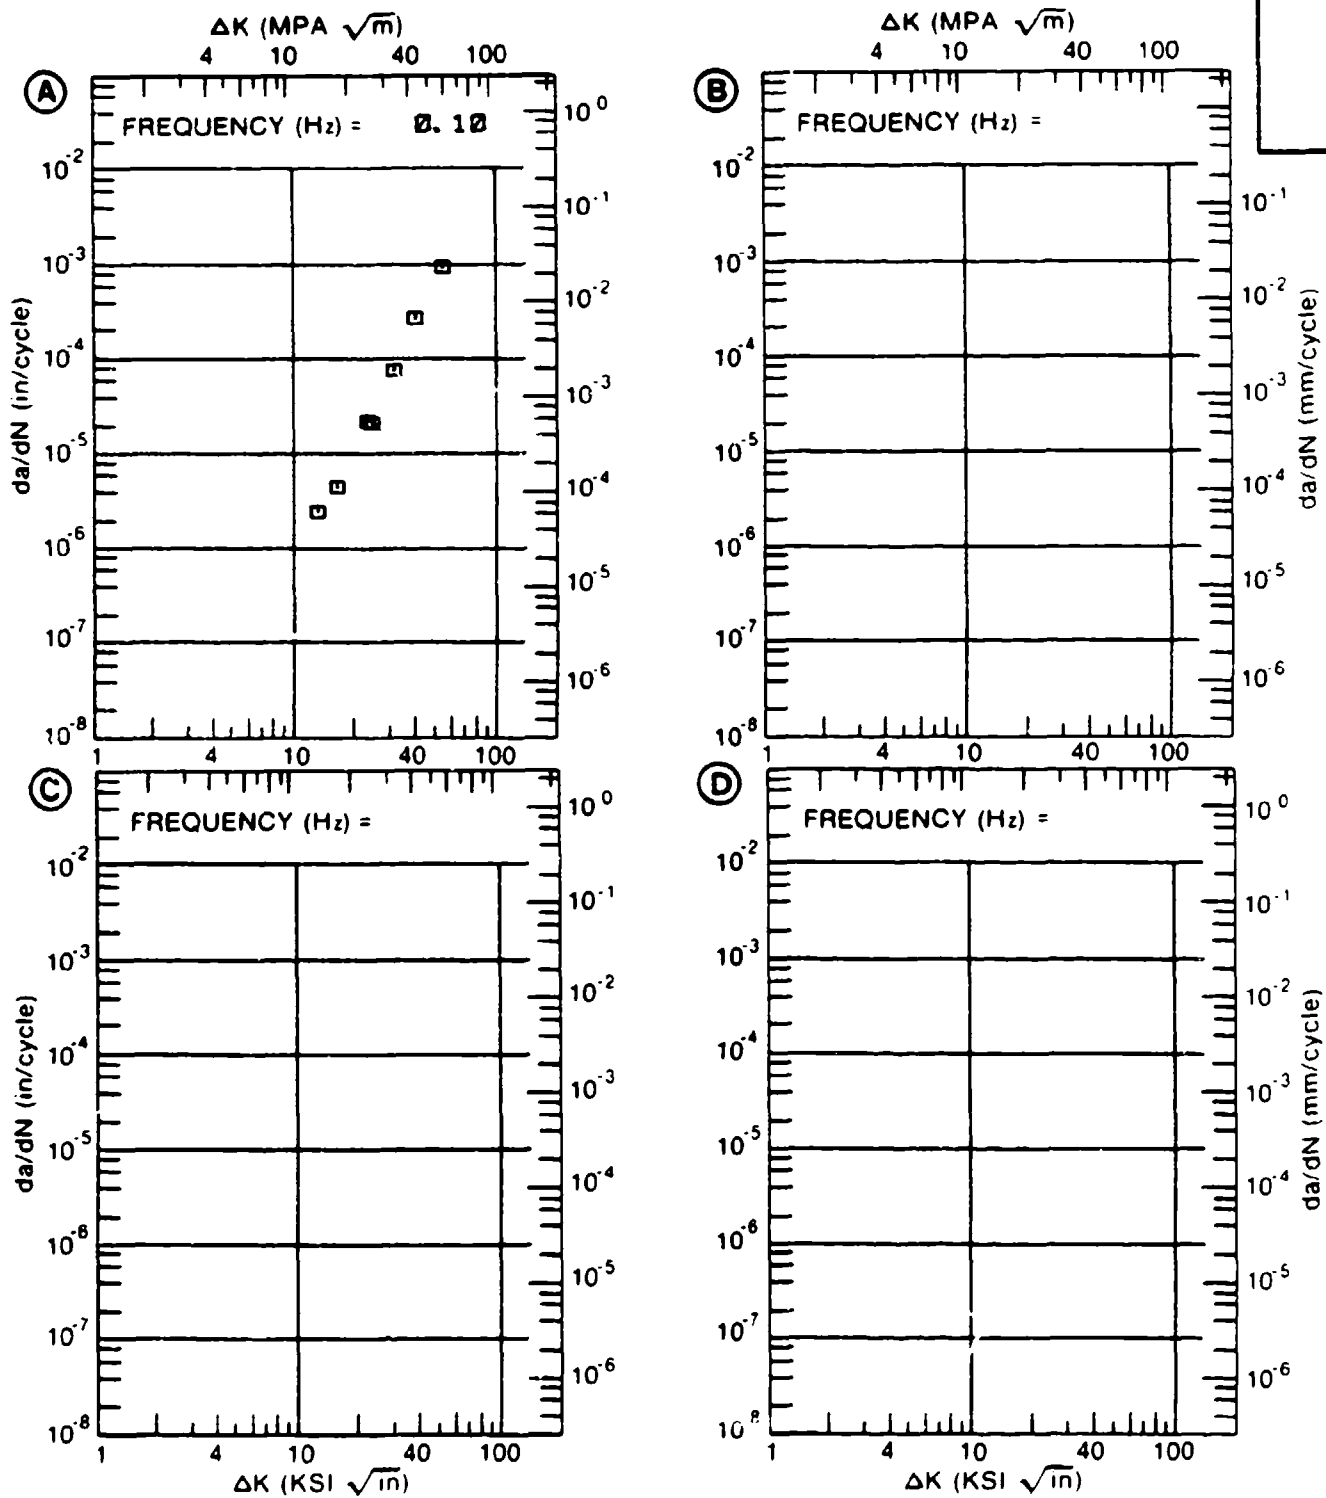 ΔK (MPA √m)
4 10 40 100
A
FREQUENCY (Hz) = 0.10
10⁻²
10⁻³
10⁻⁴
10⁻⁵
10⁻⁶
10⁻⁷
10⁻⁸
da/dN (in/cycle)
10⁰
10⁻¹
10⁻²
10⁻³
10⁻⁴
10⁻⁵
10⁻⁶
1 4 10 40 100
ΔK (MPA √m)
4 10 40 100
B
FREQUENCY (Hz) =
10⁻²
10⁻³
10⁻⁴
10⁻⁵
10⁻⁶
10⁻⁷
10⁻⁸
10⁻¹
10⁻²
10⁻³
10⁻⁴
10⁻⁵
10⁻⁶
da/dN (mm/cycle)
1 4 10 40 100
C
FREQUENCY (Hz) =
10⁻²
10⁻³
10⁻⁴
10⁻⁵
10⁻⁶
10⁻⁷
10⁻⁸
da/dN (in/cycle)
10⁰
10⁻¹
10⁻²
10⁻³
10⁻⁴
10⁻⁵
10⁻⁶
1 4 10 40 100
ΔK (KSI √in)
D
FREQUENCY (Hz) =
10⁻²
10⁻³
10⁻⁴
10⁻⁵
10⁻⁶
10⁻⁷
10⁻⁸
10⁰
10⁻¹
10⁻²
10⁻³
10⁻⁴
10⁻⁵
10⁻⁶
da/dN (mm/cycle)
1 4 10 40 100
ΔK (KSI √in)